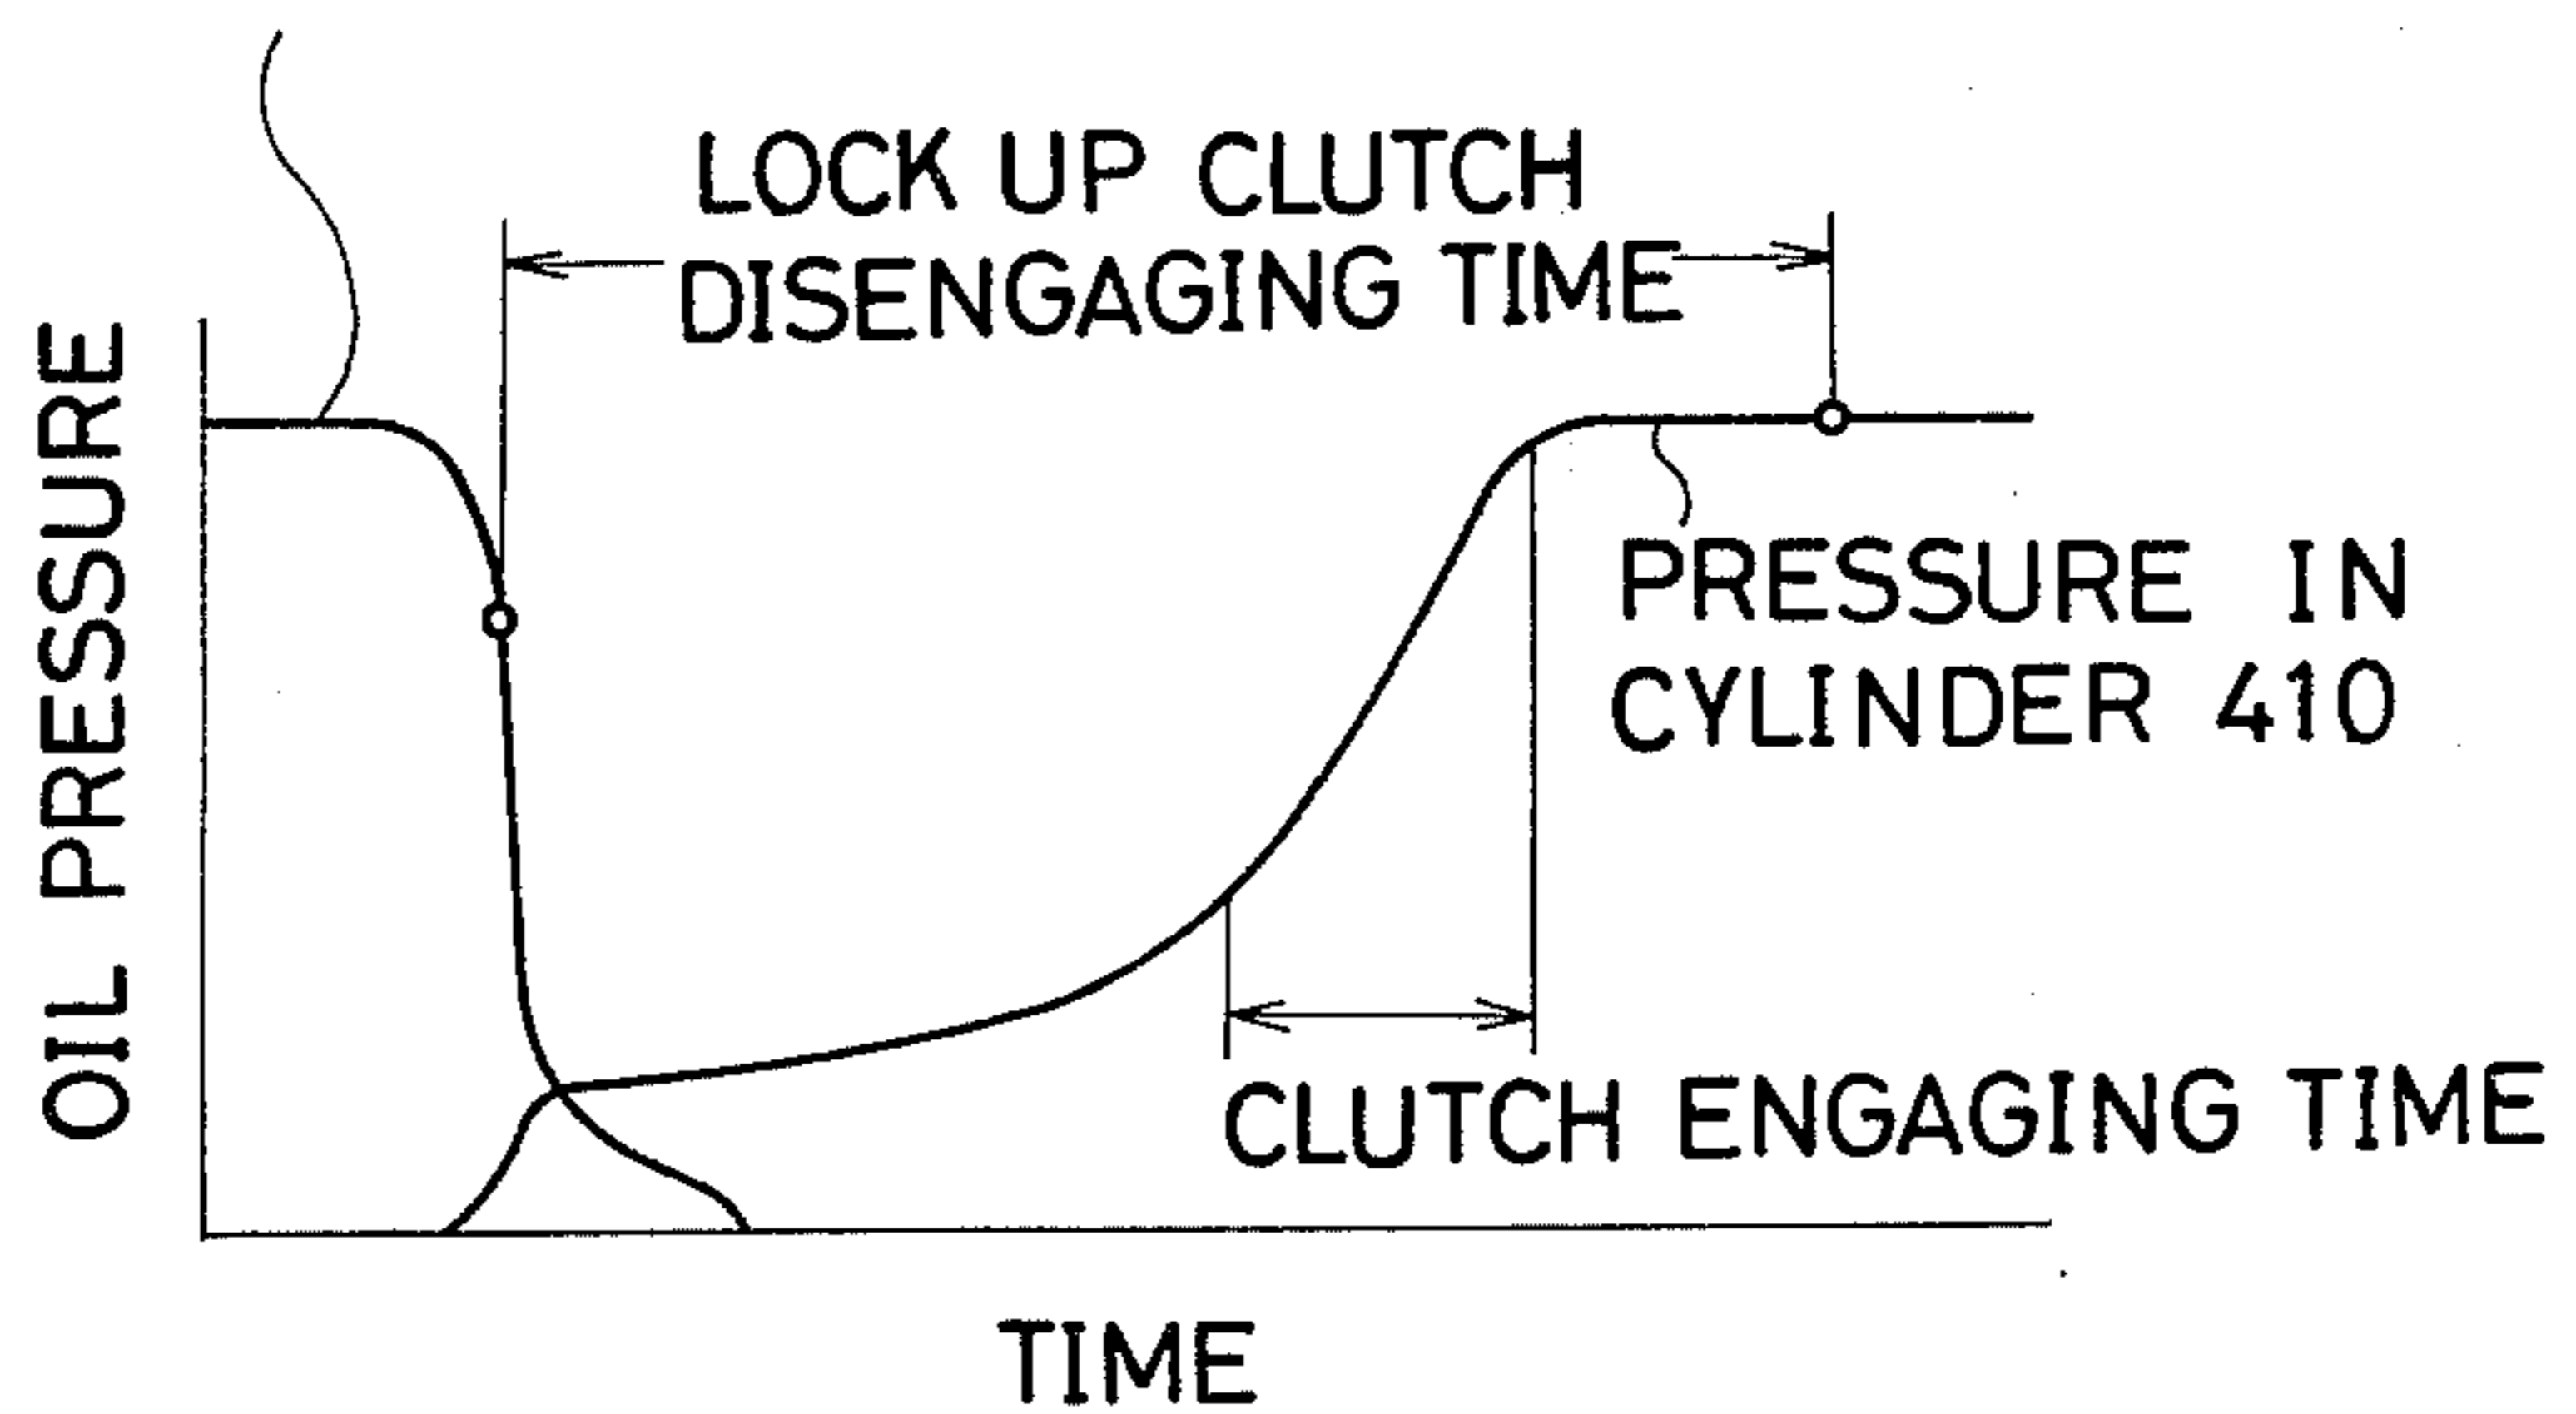 LOCK UP CLUTCH
DISENGAGING TIME
OIL PRESSURE
PRESSURE IN
CYLINDER 410
CLUTCH ENGAGING TIME
TIME